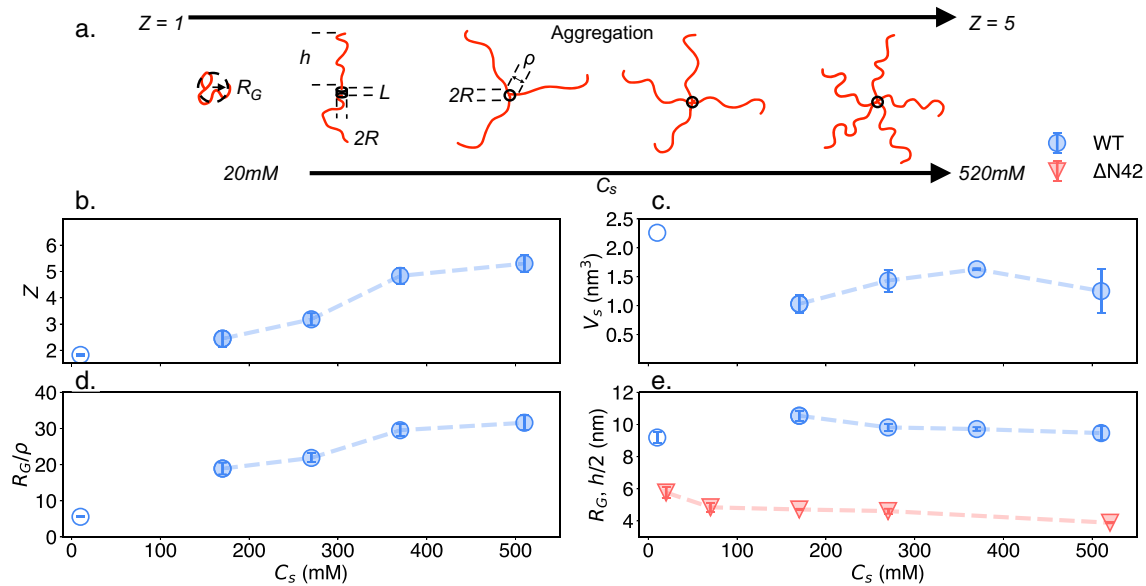 a.
Z = 1
Z = 5
Aggregation
h
ρ
R_G
L
2R
2R
WT
ΔN42
20mM
C_s
520mM
b.
c.
Z
6
5
4
3
2
V_s (nm³)
2.5
2.0
1.5
1.0
0.5
d.
e.
R_G/ρ
40
30
20
10
0
R_G, h/2 (nm)
12
10
8
6
4
0 100 200 300 400 500
0 100 200 300 400 500
C_s (mM)
C_s (mM)